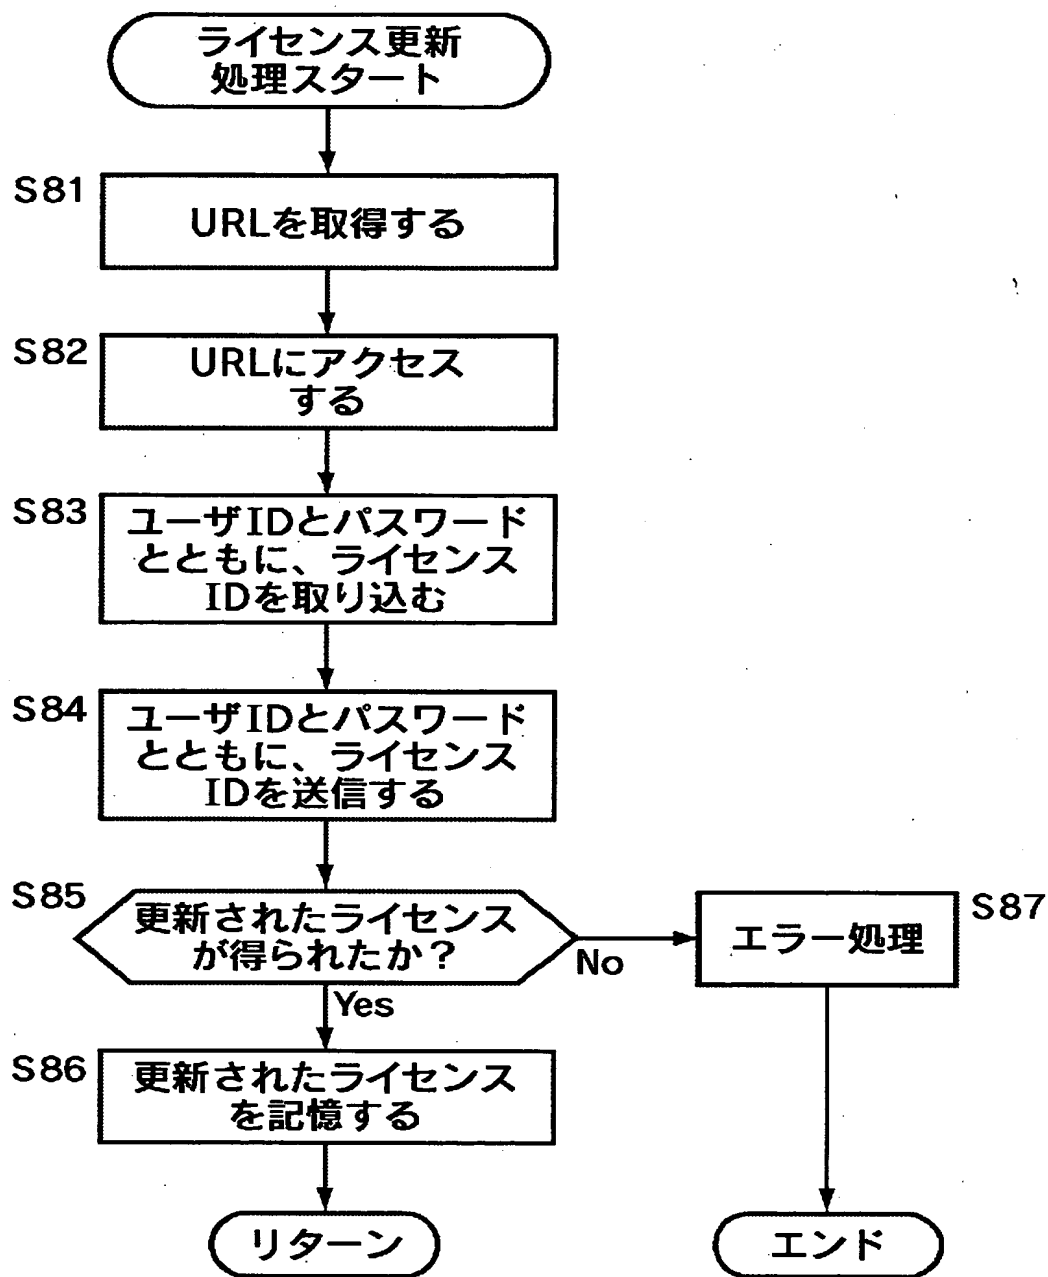 ライセンス更新
処理スタート
S81
URLを取得する
S82
URLにアクセス
する
S83
ユーザIDとパスワード
とともに、ライセンス
IDを取り込む
S84
ユーザIDとパスワード
とともに、ライセンス
IDを送信する
S85
更新されたライセンス
が得られたか？
No
S87
エラー処理
Yes
S86
更新されたライセンス
を記憶する
リターン
エンド